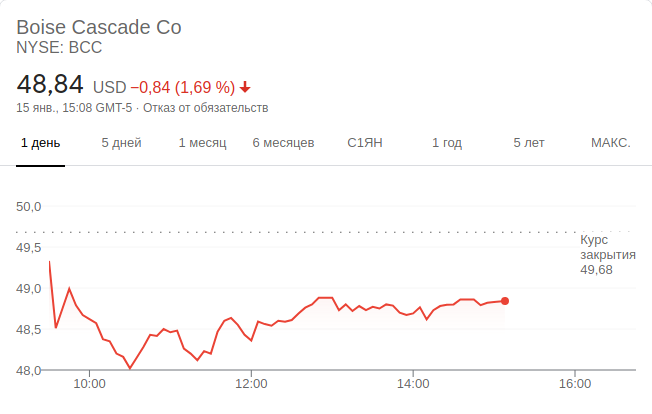 Boise Cascade Co
NYSE: BCC
48,84 USD −0,84 (1,69 %)
15 янв., 15:08 GMT-5 · Отказ от обязательств
1 день 5 дней 1 месяц 6 месяцев С1ЯН 1 год 5 лет МАКС.
50,0
49,5
49,0
48,5
48,0
Курс
закрытия
49,68
10:00 12:00 14:00 16:00